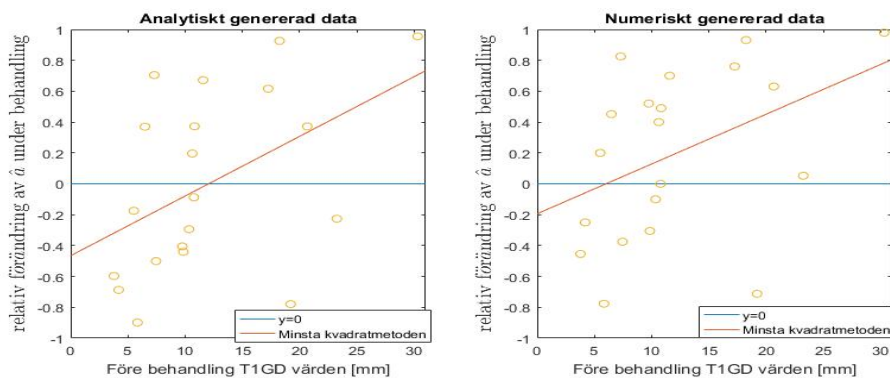 Analytiskt genererad data
relativ förändring av â under behandling
1
0.8
0.6
0.4
0.2
0
-0.2
-0.4
-0.6
-0.8
-1
y=0
Minsta kvadratmetoden
0 5 10 15 20 25 30
Före behandling T1GD värden [mm]
Numeriskt genererad data
relativ förändring av â under behandling
1
0.8
0.6
0.4
0.2
0
-0.2
-0.4
-0.6
-0.8
-1
y=0
Minsta kvadratmetoden
0 5 10 15 20 25 30
Före behandling T1GD värden [mm]